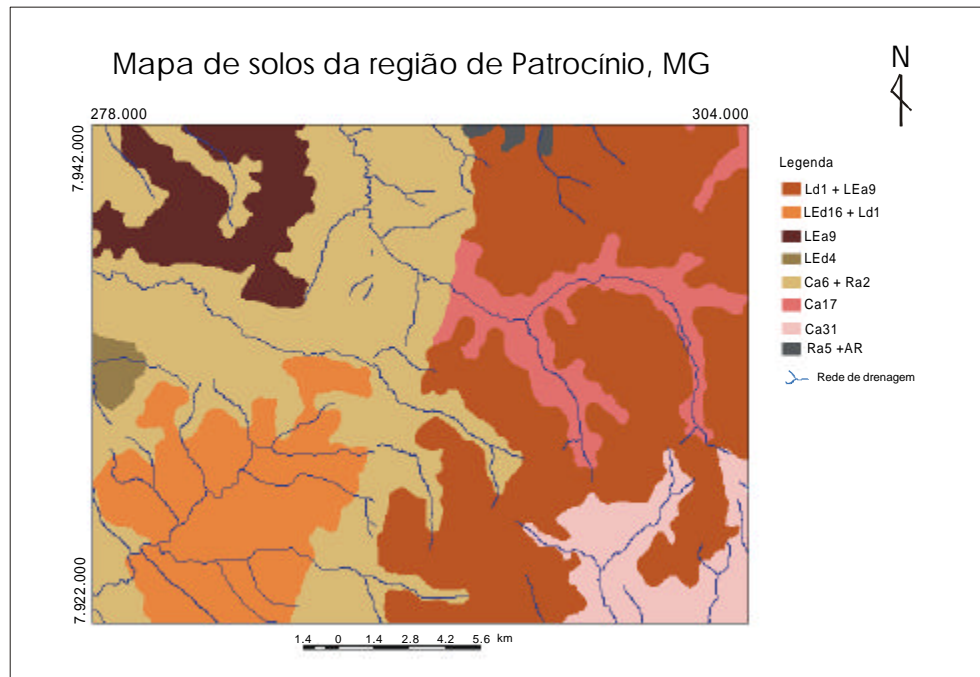 Mapa de solos da região de Patrocínio, MG
N
278.000
304.000
7.942.000
7.922.000
Legenda
Ld1 + LEa9
LEd16 + Ld1
LEa9
LEd4
Ca6 + Ra2
Ca17
Ca31
Ra5 +AR
Rede de drenagem
1.4 0 1.4 2.8 4.2 5.6 km